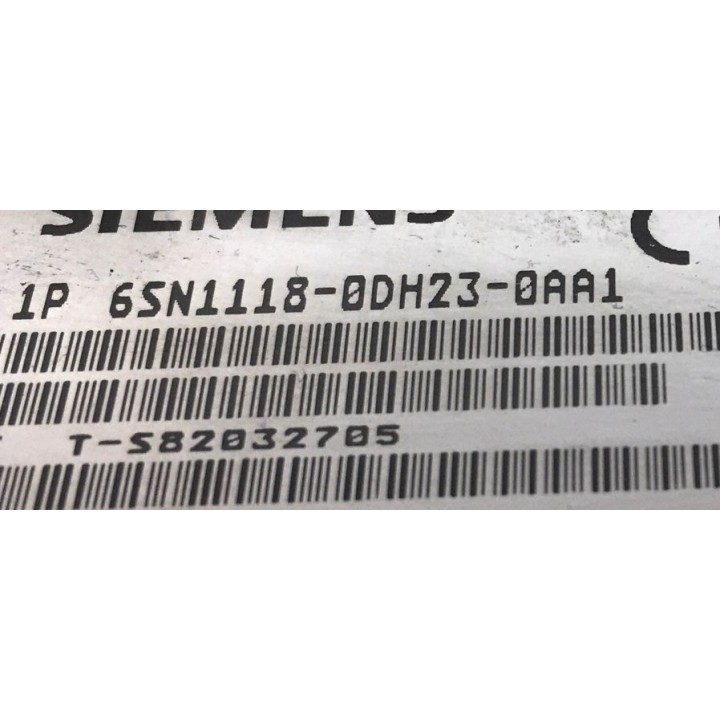 SIEMENS
1P 6SN1118-0DH23-0AA1
T-S82032705